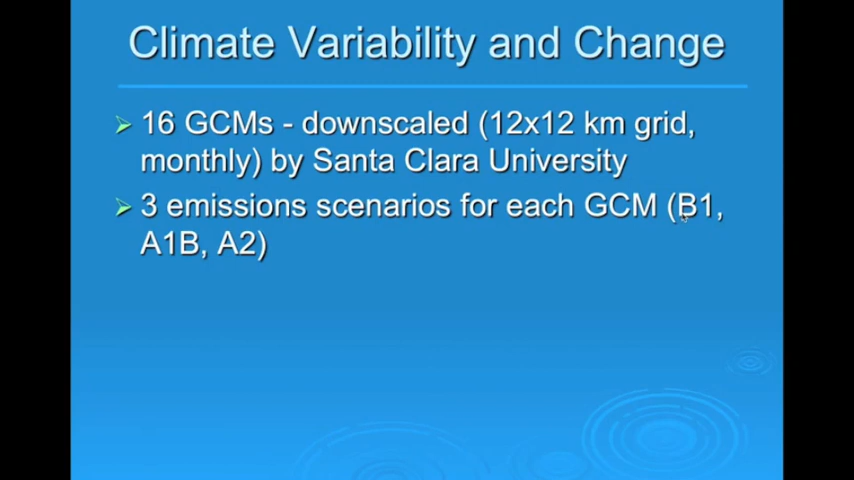 Climate Variability and Change
16 GCMs - downscaled (12x12 km grid,
monthly) by Santa Clara University
3 emissions scenarios for each GCM (B1,
A1B, A2)